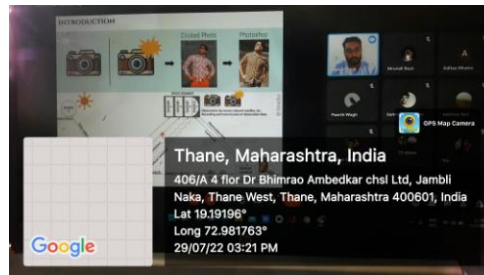 INTRODUCTION
Clicked Photo
Photoshop
GPS Map Camera
Thane, Maharashtra, India
406/A 4 flor Dr Bhimrao Ambedkar chsl Ltd, Jambli
Naka, Thane West, Thane, Maharashtra 400601, India
Lat 19.19196°
Long 72.981763°
29/07/22 03:21 PM
Google